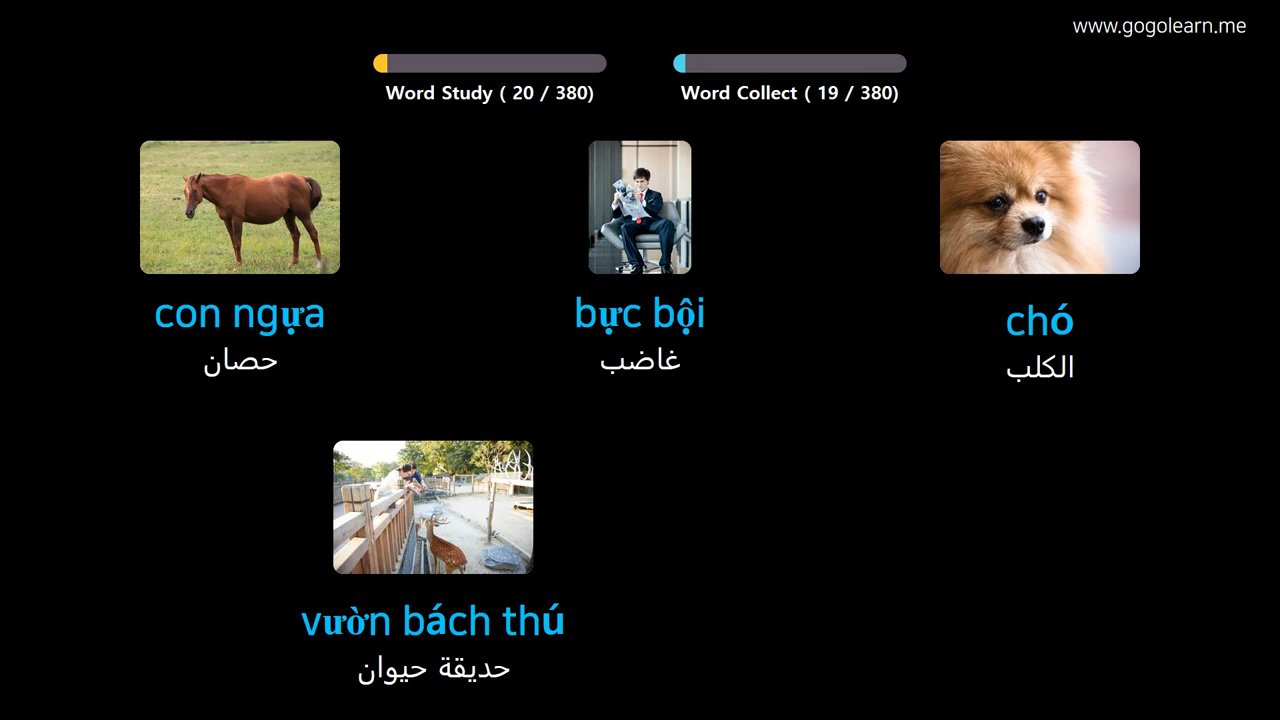 www.gogolearn.me
Word Study ( 20 / 380)
Word Collect ( 19 / 380)
con ngựa
حصان
bực bội
غاضب
chó
الكلب
vườn bách thú
حديقة حيوان